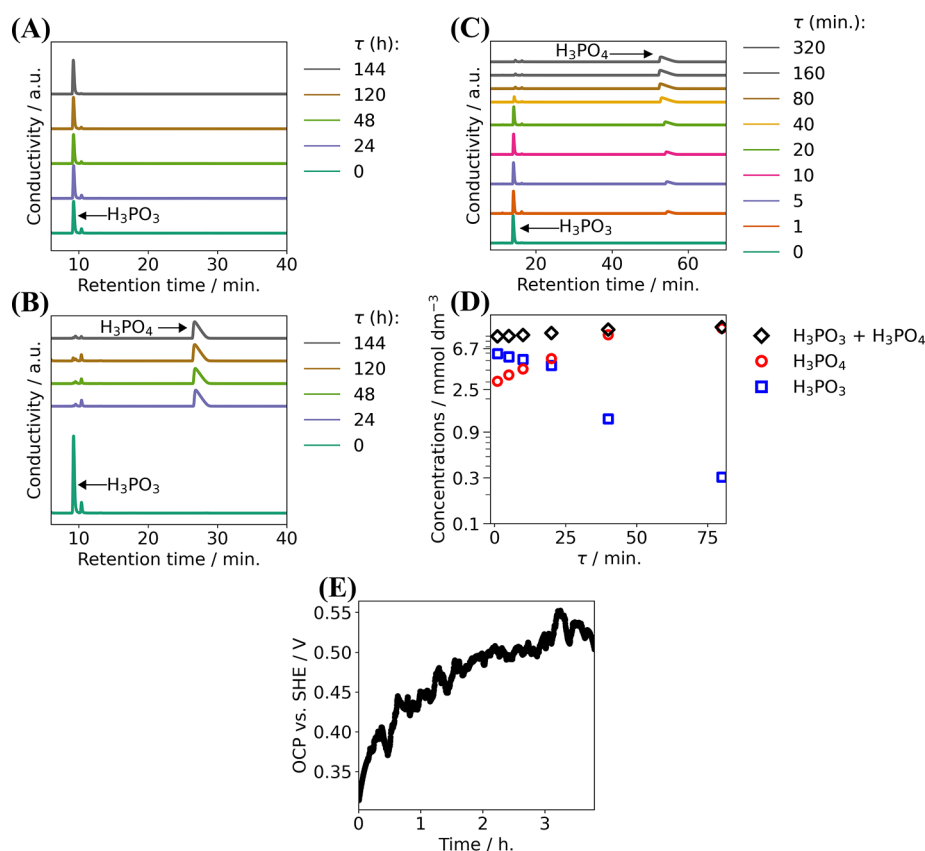 (A)
τ (h):
144
120
48
24
0
Conductivity / a.u.
H₃PO₃
10 20 30 40
Retention time / min.
(B)
τ (h):
144
120
48
24
0
Conductivity / a.u.
H₃PO₄
H₃PO₃
10 20 30 40
Retention time / min.
(C)
τ (min.):
320
160
80
40
20
10
5
1
0
Conductivity / a.u.
H₃PO₄
H₃PO₃
20 40 60
Retention time / min.
(D)
Concentrations / mmol dm⁻³
6.7
2.5
0.9
0.3
0.1
0 25 50 75
τ / min.
H₃PO₃ + H₃PO₄
H₃PO₄
H₃PO₃
(E)
OCP vs. SHE / V
0.55
0.50
0.45
0.40
0.35
0 1 2 3
Time / h.